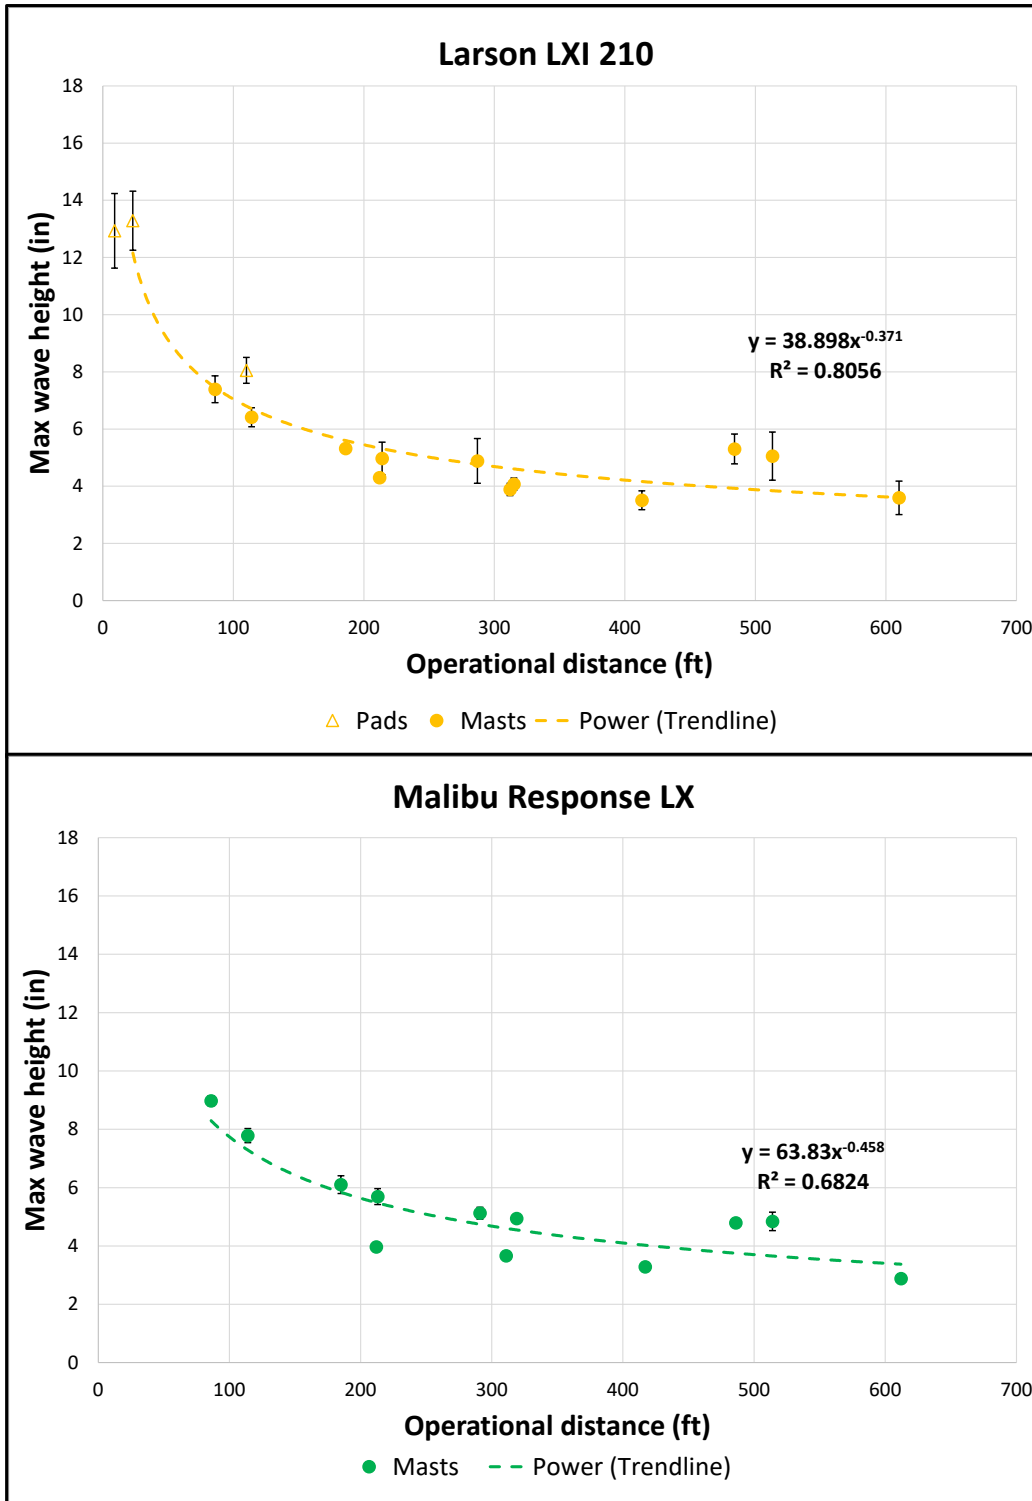 Larson LXI 210
18
16
14
12
10
8
6
4
2
0
Max wave height (in)
y = 38.898x^-0.371
R² = 0.8056
0 100 200 300 400 500 600 700
Operational distance (ft)
Pads Masts Power (Trendline)
Malibu Response LX
18
16
14
12
10
8
6
4
2
0
Max wave height (in)
y = 63.83x^-0.458
R² = 0.6824
0 100 200 300 400 500 600 700
Operational distance (ft)
Masts Power (Trendline)